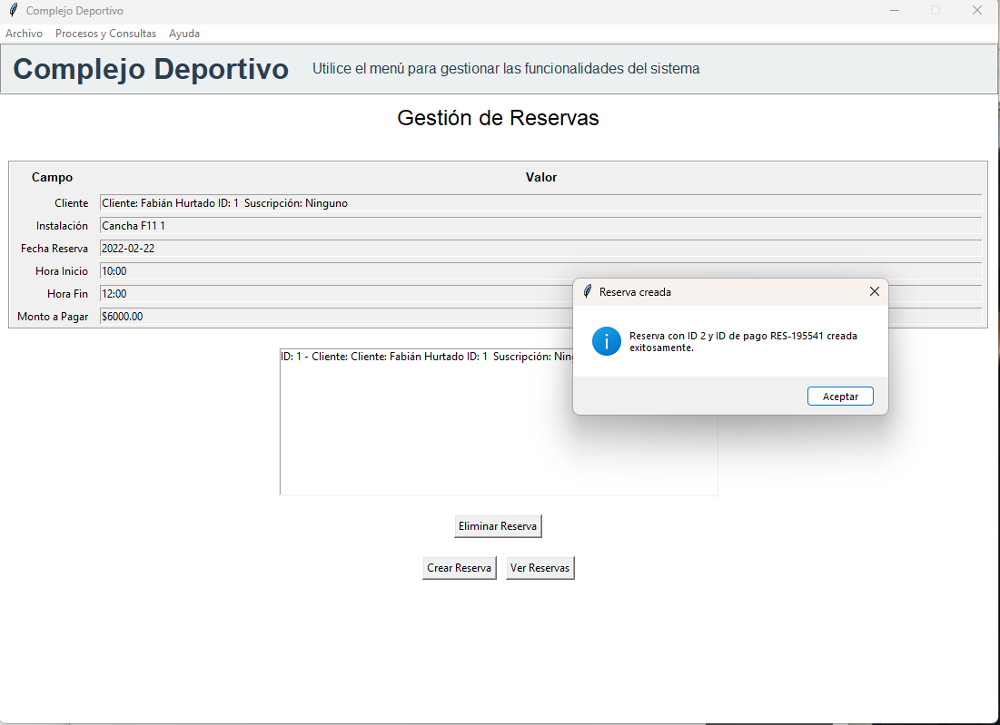 Complejo Deportivo
Archivo Procesos y Consultas Ayuda
Complejo Deportivo Utilice el menú para gestionar las funcionalidades del sistema
Gestión de Reservas
Campo Valor
Cliente Cliente: Fabián Hurtado ID: 1 Suscripción: Ninguno
Instalación Cancha F11 1
Fecha Reserva 2022-02-22
Hora Inicio 10:00
Hora Fin 12:00
Monto a Pagar $6000.00
Reserva creada
Reserva con ID 2 y ID de pago RES-195541 creada
exitosamente.
Aceptar
ID: 1 - Cliente: Cliente: Fabián Hurtado ID: 1 Suscripción:
Eliminar Reserva
Crear Reserva Ver Reservas